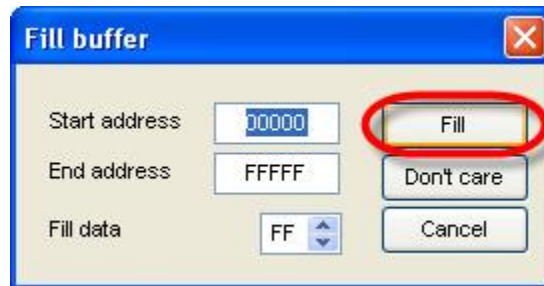 Fill buffer
Start address 00000 Fill
End address FFFFF Don't care
Fill data FF Cancel